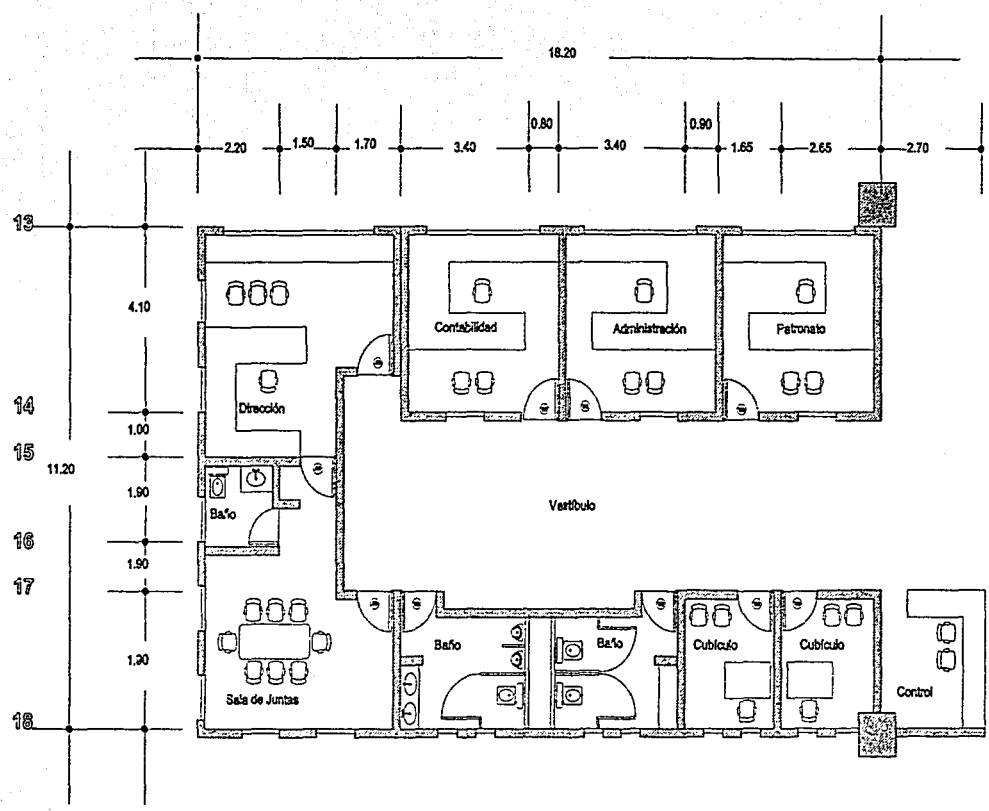 18.20
0.80
0.90
2.20
1.50
1.70
3.40
3.40
1.65
2.65
2.70
13
4.10
Contabilidad
Administración
Patronato
14
Dirección
1.00
15
11.20
1.90
Vestíbulo
Baño
16
1.90
17
Baño
Baño
Cubículo
Cubículo
1.90
Sala de Juntas
Control
18